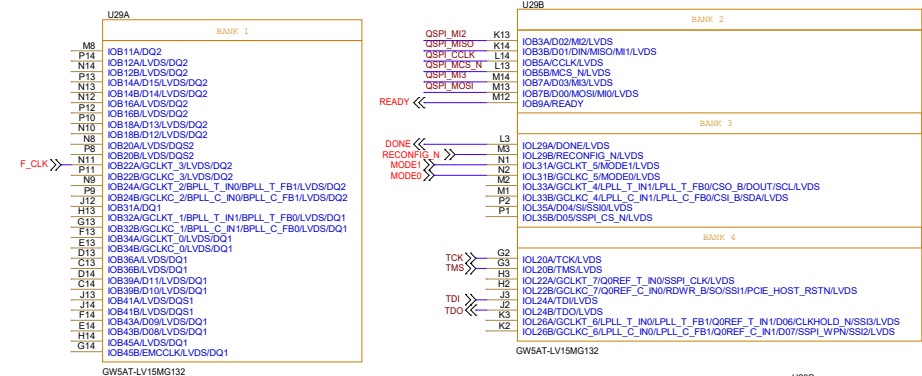 U29A
BANK 1
M8 IOB11A/DQ2
P14 IOB12A/LVDS/DQ2
N14 IOB12B/LVDS/DQ2
P13 IOB14A/D15/LVDS/DQ2
N13 IOB14B/D14/LVDS/DQ2
N12 IOB16A/LVDS/DQ2
P12 IOB16B/LVDS/DQ2
P10 IOB18A/D13/LVDS/DQ2
N10 IOB18B/D12/LVDS/DQ2
N8 IOB20A/LVDS/DQS2
P8 IOB20B/LVDS/DQS2
F_CLK N11 IOB22A/GCLKT_3/LVDS/DQ2
P11 IOB22B/GCLKC_3/LVDS/DQ2
N9 IOB24A/GCLKT_2/BPLL_T_IN0/BPLL_T_FB1/LVDS/DQ2
P9 IOB24B/GCLKC_2/BPLL_C_IN0/BPLL_C_FB1/LVDS/DQ2
J12 IOB31A/DQ1
H13 IOB32A/GCLKT_1/BPLL_T_IN1/BPLL_T_FB0/LVDS/DQ1
G13 IOB32B/GCLKC_1/BPLL_C_IN1/BPLL_C_FB0/LVDS/DQ1
F13 IOB34A/GCLKT_0/LVDS/DQ1
E13 IOB34B/GCLKC_0/LVDS/DQ1
D13 IOB36A/LVDS/DQ1
C13 IOB36B/LVDS/DQ1
D14 IOB39A/D11/LVDS/DQ1
C14 IOB39B/D10/LVDS/DQ1
J13 IOB41A/LVDS/DQS1
J14 IOB41B/LVDS/DQS1
F14 IOB43A/D09/LVDS/DQ1
E14 IOB43B/D08/LVDS/DQ1
H14 IOB45A/LVDS/DQ1
G14 IOB45B/EMCCLK/LVDS/DQ1
GW5AT-LV15MG132
U29B
BANK 2
QSPI_MI2 K13 IOB3A/D02/MI2/LVDS
QSPI_MISO K14 IOB3B/D01/DIN/MISO/MI1/LVDS
QSPI_CCLK L14 IOB5A/CCLK/LVDS
QSPI_MCS_N L13 IOB5B/MCS_N/LVDS
QSPI_MI3 M14 IOB7A/D03/MI3/LVDS
QSPI_MOSI M13 IOB7B/D00/MOSI/MI0/LVDS
READY M12 IOB9A/READY
BANK 3
DONE L3 IOL29A/DONE/LVDS
RECONFIG_N M3 IOL29B/RECONFIG_N/LVDS
MODE1 N1 IOL31A/GCLKT_5/MODE1/LVDS
MODE0 N2 IOL31B/GCLKC_5/MODE0/LVDS
M2 IOL33A/GCLKT_4/LPLL_T_IN1/LPLL_T_FB0/CSO_B/DOUT/SCL/LVDS
M1 IOL33B/GCLKC_4/LPLL_C_IN1/LPLL_C_FB0/CSI_B/SDA/LVDS
P2 IOL35A/D04/SI/SSI0/LVDS
P1 IOL35B/D05/SSPI_CS_N/LVDS
BANK 4
TCK G2 IOL20A/TCK/LVDS
TMS G3 IOL20B/TMS/LVDS
H3 IOL22A/GCLKT_7/Q0REF_T_IN0/SSPI_CLK/LVDS
H2 IOL22B/GCLKC_7/Q0REF_C_IN0/RDWR_B/SO/SSI1/PCIE_HOST_RSTN/LVDS
TDI J3 IOL24A/TDI/LVDS
TDO J2 IOL24B/TDO/LVDS
K3 IOL26A/GCLKT_6/LPLL_T_IN0/LPLL_T_FB1/Q0REF_T_IN1/D06/CLKHOLD_N/SSI3/LVDS
K2 IOL26B/GCLKC_6/LPLL_C_IN0/LPLL_C_FB1/Q0REF_C_IN1/D07/SSPI_WPN/SSI2/LVDS
GW5AT-LV15MG132